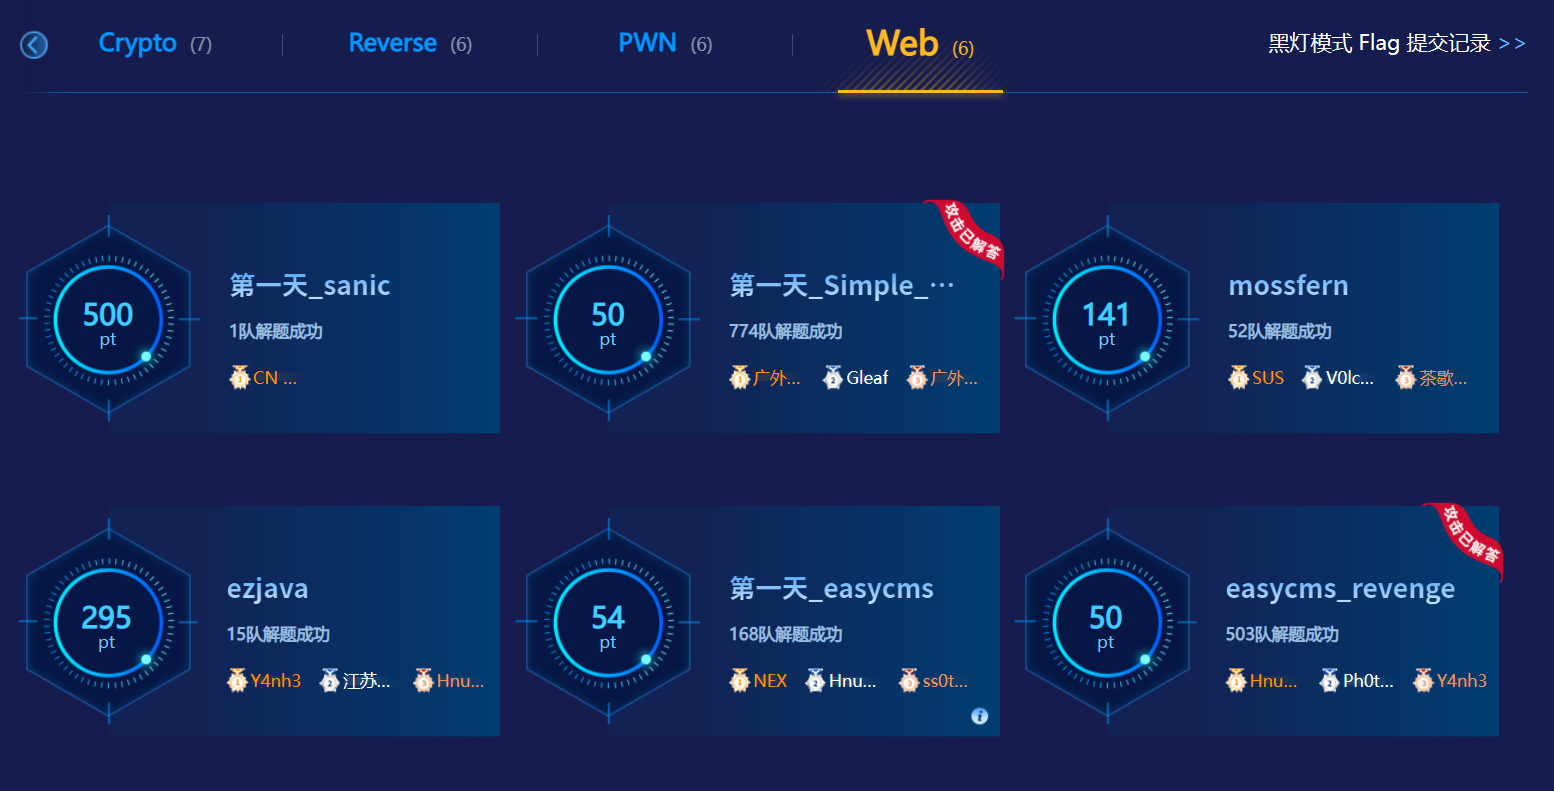 Crypto (7)
Reverse (6)
PWN (6)
Web (6)
黑灯模式 Flag 提交记录 >>
500
pt
第一天_sanic
1队解题成功
1 CN ...
攻击已解答
50
pt
第一天_Simple_···
774队解题成功
1 广外... 2 Gleaf 3 广外...
141
pt
mossfern
52队解题成功
1 SUS 2 V0lc... 3 茶歇...
295
pt
ezjava
15队解题成功
1 Y4nh3 2 江苏... 3 Hnu...
54
pt
第一天_easycms
168队解题成功
1 NEX 2 Hnu... 3 ss0t...
i
攻击已解答
50
pt
easycms_revenge
503队解题成功
1 Hnu... 2 Ph0t... 3 Y4nh3